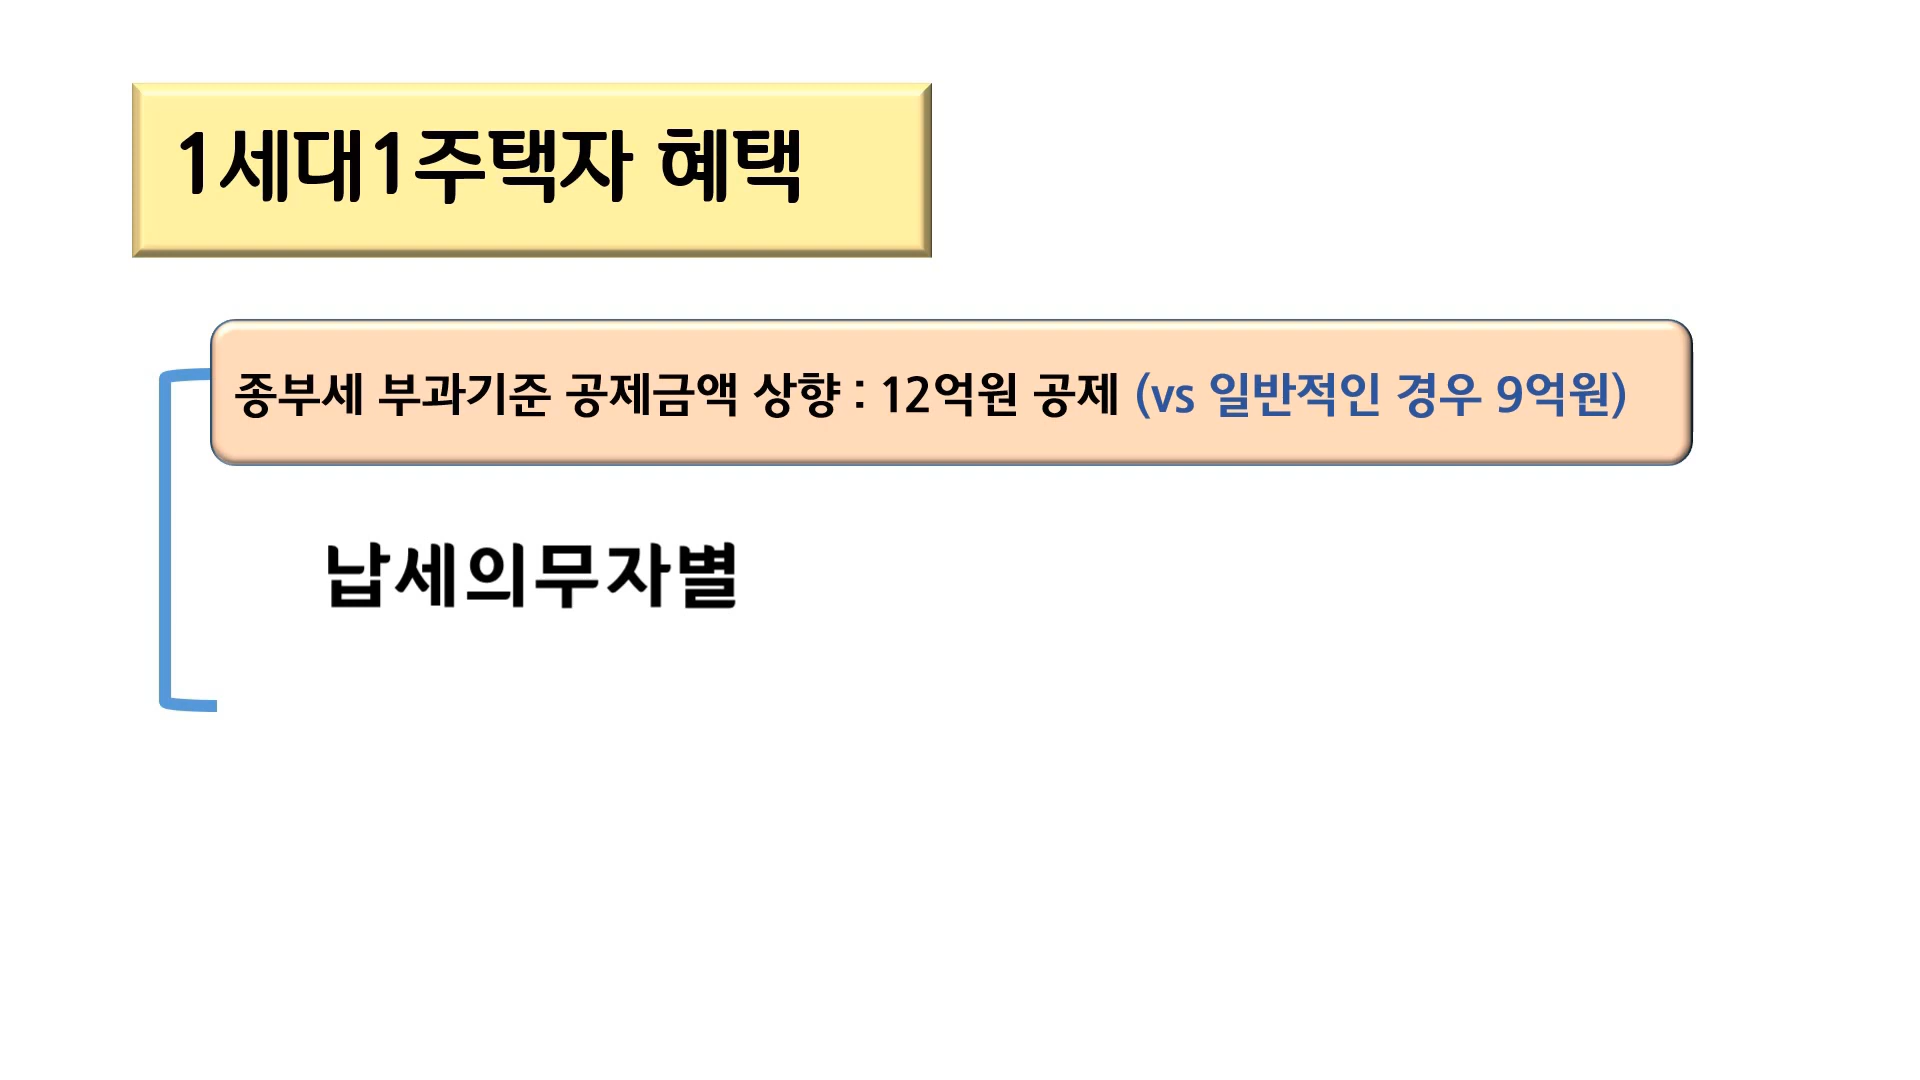 1세대1주택자 혜택
종부세 부과기준 공제금액 상향 : 12억원 공제 (vs 일반적인 경우 9억원)
납세의무자별